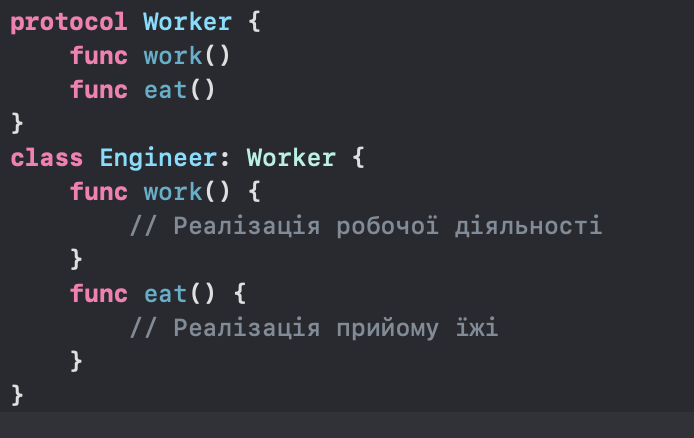 protocol Worker {
    func work()
    func eat()
}
class Engineer: Worker {
    func work() {
        // Реалізація робочої діяльності
    }
    func eat() {
        // Реалізація прийому їжі
    }
}